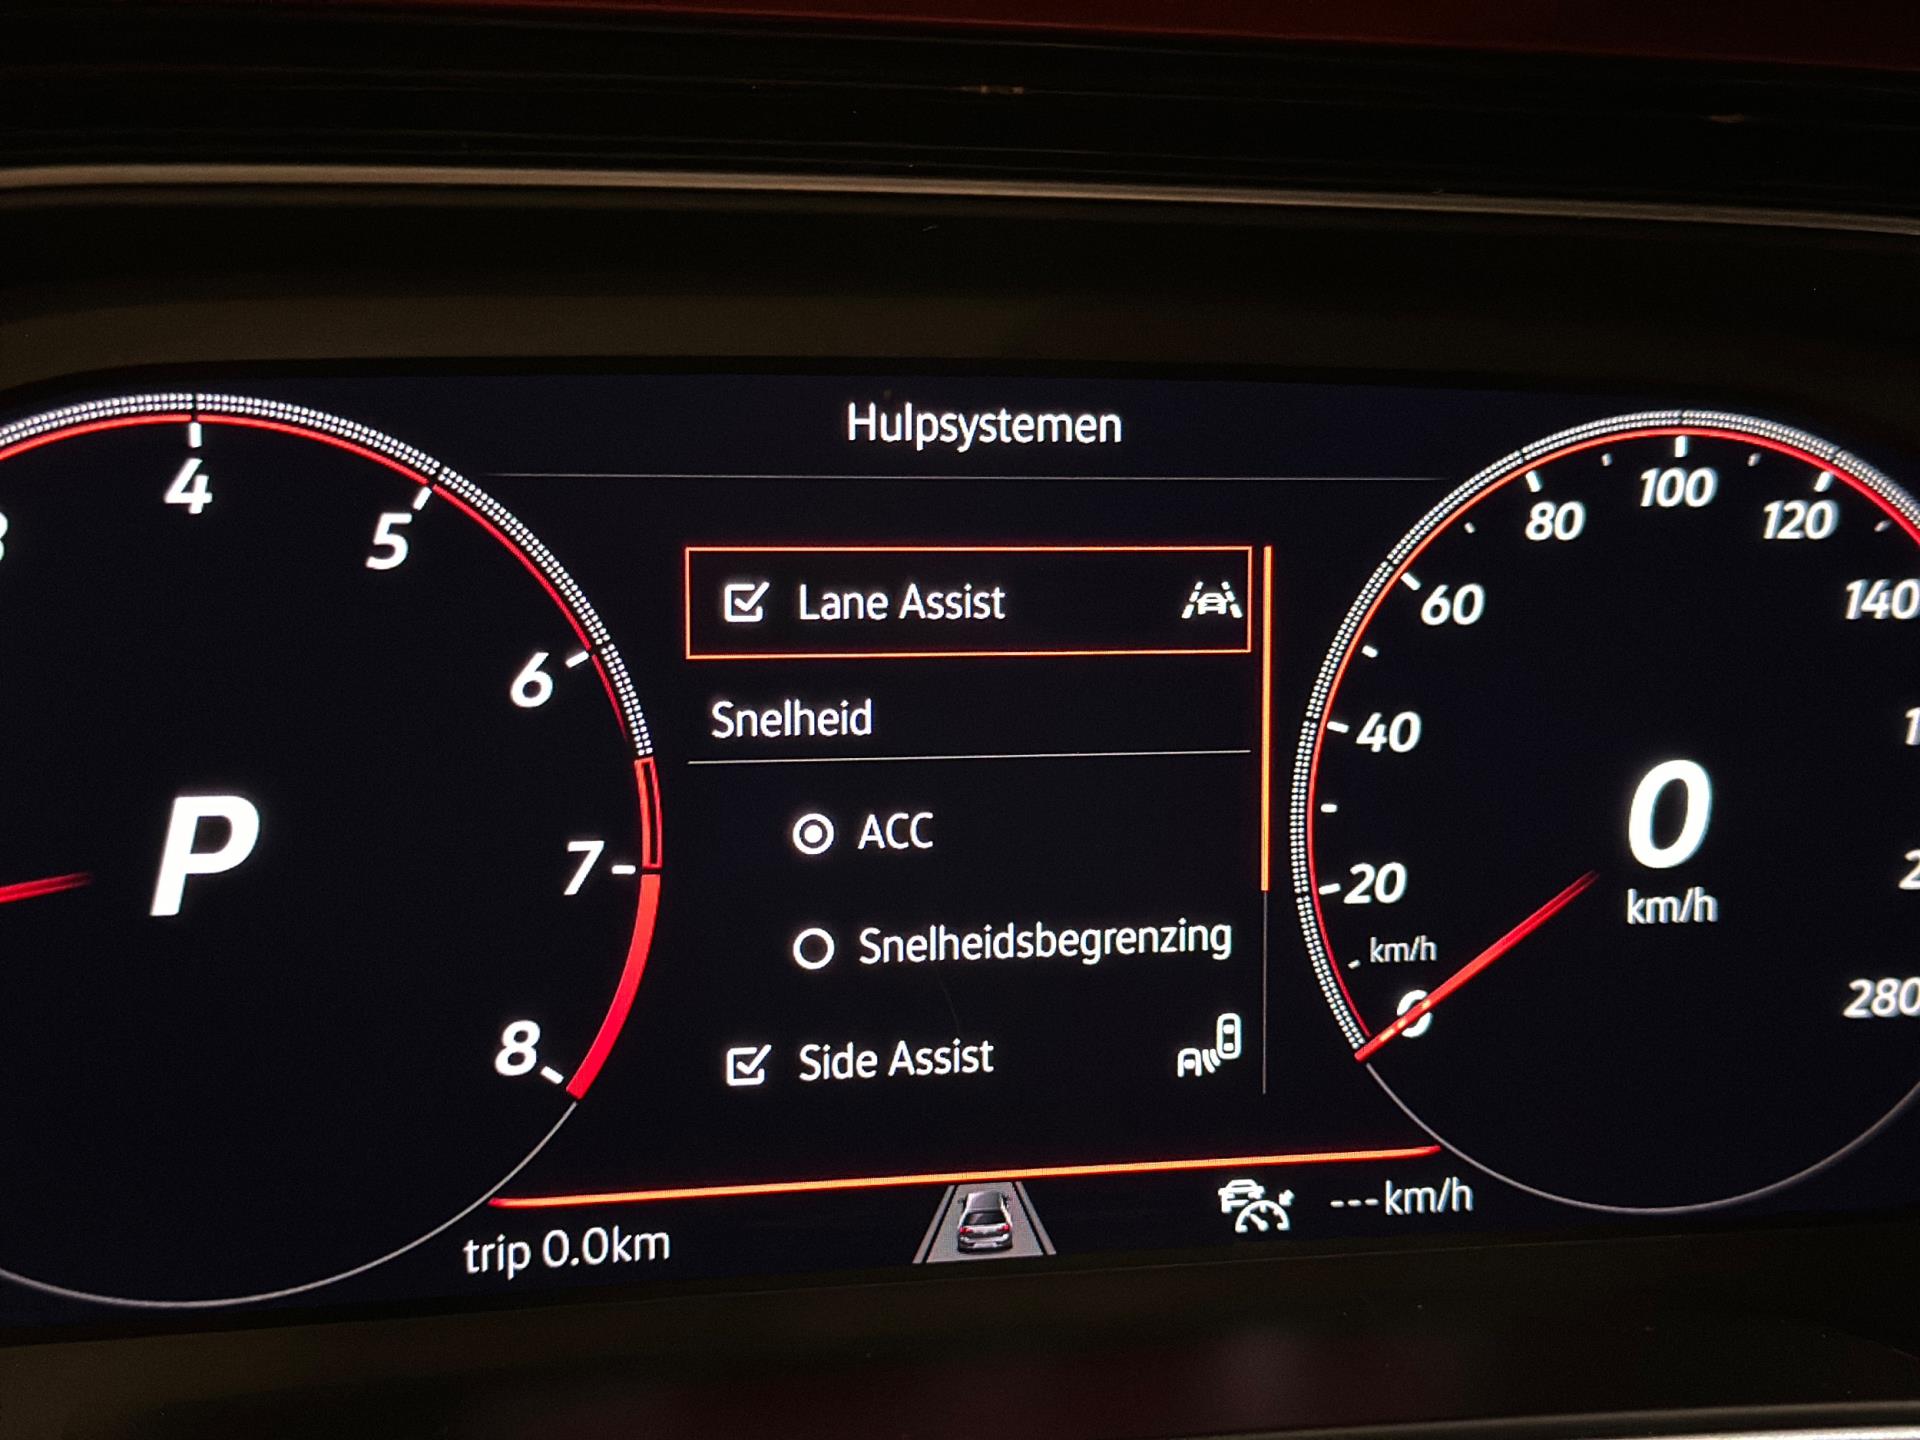 Hulpsystemen
Lane Assist
Snelheid
ACC
Snelheidsbegrenzing
Side Assist
trip 0.0km
---km/h
4
5
6
7
8
P
0
20
40
60
80
100
120
140
280
km/h
0
km/h